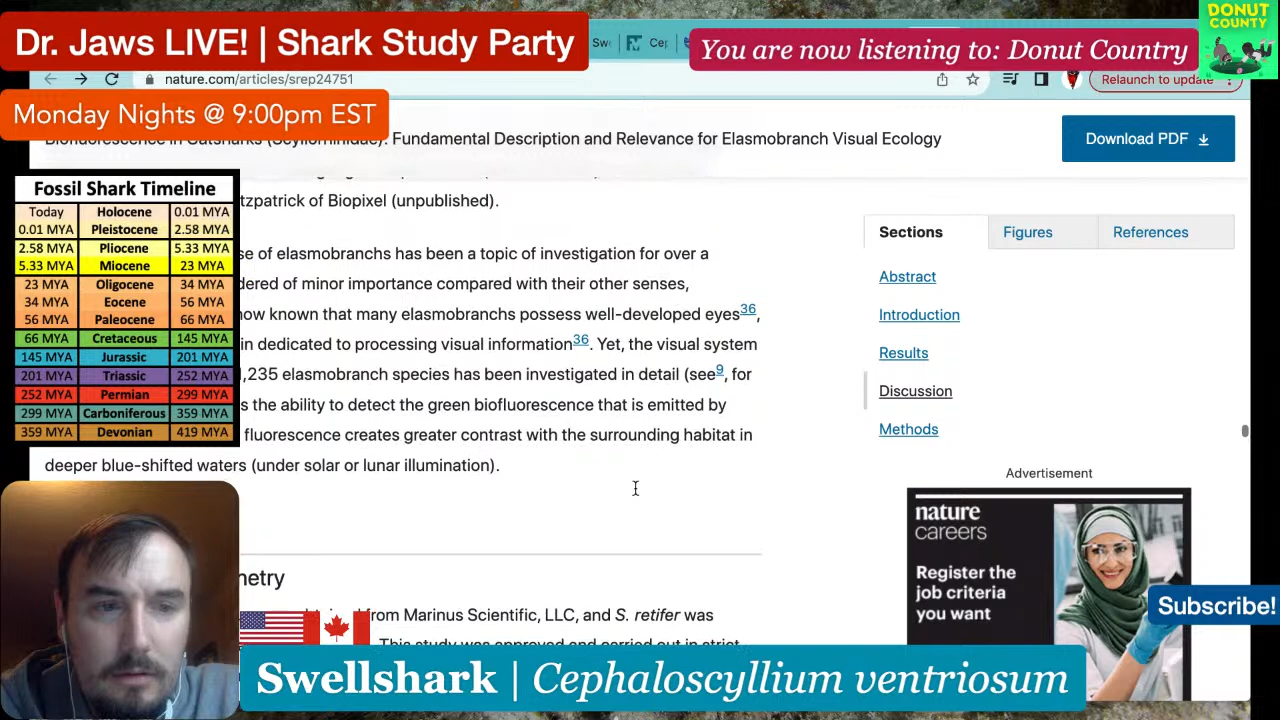 Dr. Jaws LIVE! | Shark Study Party
You are now listening to: Donut Country
DONUT
COUNTY
nature.com/articles/srep24751
Relaunch to update
Monday Nights @ 9:00pm EST
Fundamental Description and Relevance for Elasmobranch Visual Ecology
Download PDF
Fossil Shark Timeline
Today Holocene 0.01 MYA
0.01 MYA Pleistocene 2.58 MYA
2.58 MYA Pliocene 5.33 MYA
5.33 MYA Miocene 23 MYA
23 MYA Oligocene 34 MYA
34 MYA Eocene 56 MYA
56 MYA Paleocene 66 MYA
66 MYA Cretaceous 145 MYA
145 MYA Jurassic 201 MYA
201 MYA Triassic 252 MYA
252 MYA Permian 299 MYA
299 MYA Carboniferous 359 MYA
359 MYA Devonian 419 MYA
tzpatrick of Biopixel (unpublished).
se of elasmobranchs has been a topic of investigation for over a
dered of minor importance compared with their other senses,
now known that many elasmobranchs possess well-developed eyes36,
in dedicated to processing visual information36. Yet, the visual system
1,235 elasmobranch species has been investigated in detail (see9, for
s the ability to detect the green biofluorescence that is emitted by
fluorescence creates greater contrast with the surrounding habitat in
deeper blue-shifted waters (under solar or lunar illumination).
Sections Figures References
Abstract
Introduction
Results
Discussion
Methods
Advertisement
nature
careers
Register the
job criteria
you want
netry
from Marinus Scientific, LLC, and S. retifer was
Subscribe!
Swellshark | Cephaloscyllium ventriosum